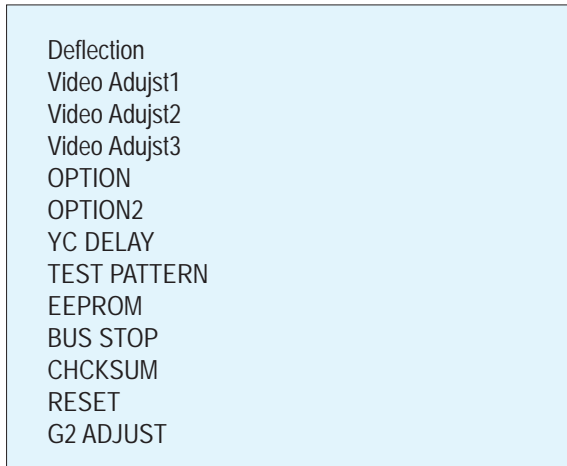 Deflection
Video Adujst1
Video Adujst2
Video Adujst3
OPTION
OPTION2
YC DELAY
TEST PATTERN
EEPROM
BUS STOP
CHCKSUM
RESET
G2 ADJUST